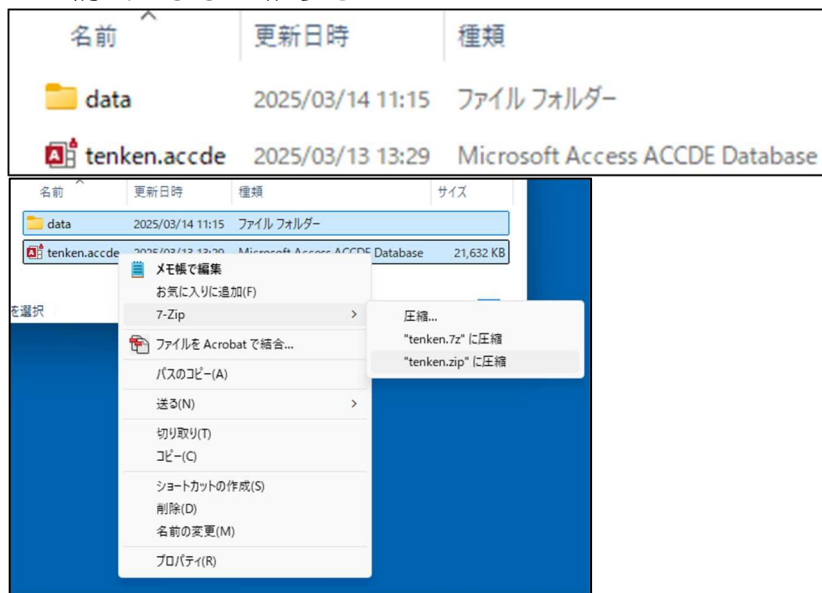 名前 更新日時 種類
data 2025/03/14 11:15 ファイル フォルダー
tenken.accde 2025/03/13 13:29 Microsoft Access ACCDE Database
名前 更新日時 種類 サイズ
data 2025/03/14 11:15 ファイル フォルダー
tenken.accde 2025/03/13 13:29 Microsoft Access ACCDE Database 21,632 KB
を選択
メモ帳で編集
お気に入りに追加(F)
7-Zip >
圧縮...
"tenken.7z" に圧縮
"tenken.zip" に圧縮
ファイルを Acrobat で結合...
パスのコピー(A)
送る(N) >
切り取り(T)
コピー(C)
ショートカットの作成(S)
削除(D)
名前の変更(M)
プロパティ(R)